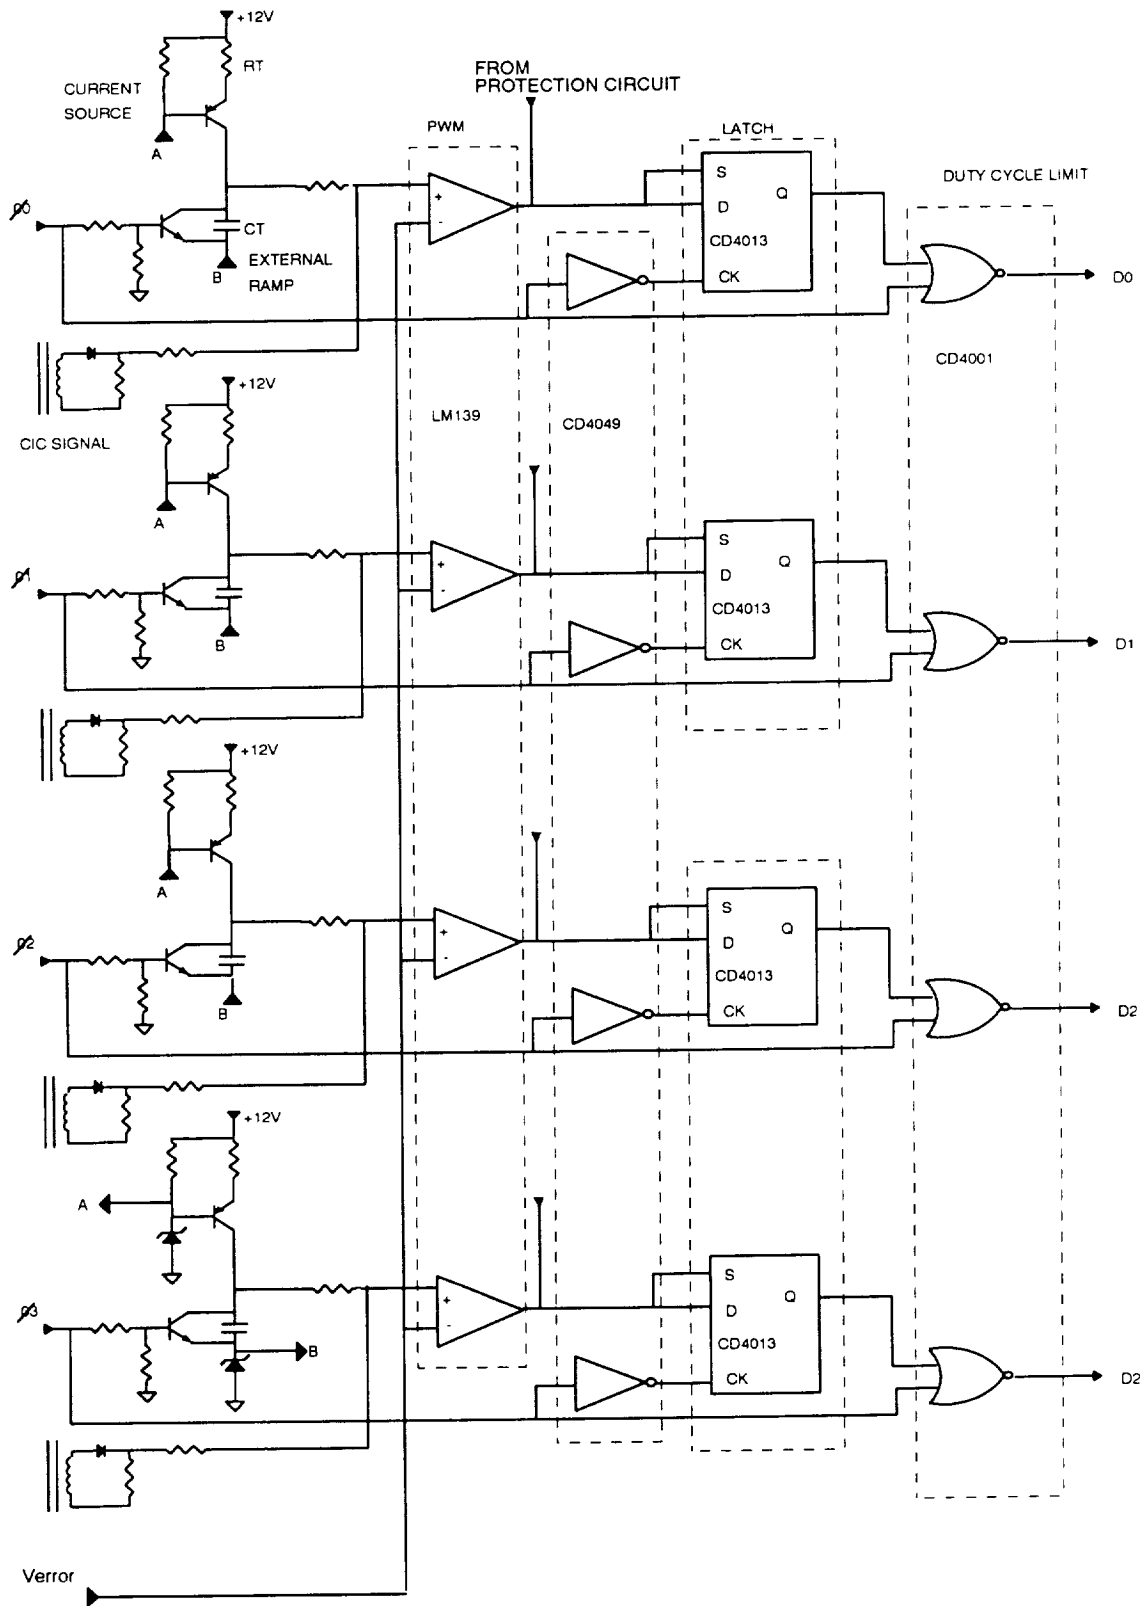 +12V
RT
CURRENT
SOURCE
A
FROM
PROTECTION CIRCUIT
PWM
LATCH
DUTY CYCLE LIMIT
ø0
CT
B
EXTERNAL
RAMP
+
-
S
D
Q
CD4013
CK
D0
CD4001
+12V
LM139
CD4049
CIC SIGNAL
A
ø1
B
+
-
S
D
Q
CD4013
CK
D1
+12V
A
ø2
B
+
-
S
D
Q
CD4013
CK
D2
+12V
A
ø3
B
+
-
S
D
Q
CD4013
CK
D2
Verror